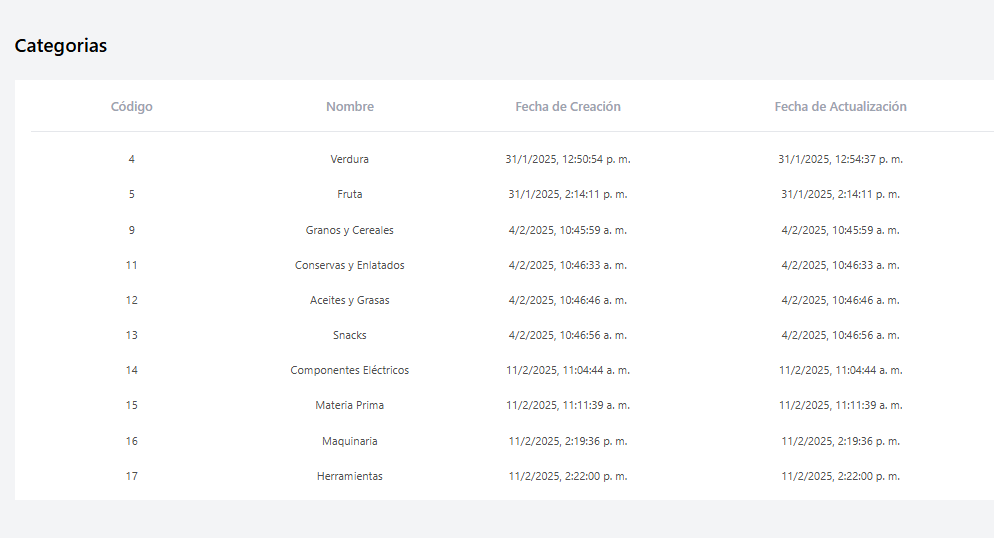 Categorias
Código Nombre Fecha de Creación Fecha de Actualización
4 Verdura 31/1/2025, 12:50:54 p. m. 31/1/2025, 12:54:37 p. m.
5 Fruta 31/1/2025, 2:14:11 p. m. 31/1/2025, 2:14:11 p. m.
9 Granos y Cereales 4/2/2025, 10:45:59 a. m. 4/2/2025, 10:45:59 a. m.
11 Conservas y Enlatados 4/2/2025, 10:46:33 a. m. 4/2/2025, 10:46:33 a. m.
12 Aceites y Grasas 4/2/2025, 10:46:46 a. m. 4/2/2025, 10:46:46 a. m.
13 Snacks 4/2/2025, 10:46:56 a. m. 4/2/2025, 10:46:56 a. m.
14 Componentes Eléctricos 11/2/2025, 11:04:44 a. m. 11/2/2025, 11:04:44 a. m.
15 Materia Prima 11/2/2025, 11:11:39 a. m. 11/2/2025, 11:11:39 a. m.
16 Maquinaria 11/2/2025, 2:19:36 p. m. 11/2/2025, 2:19:36 p. m.
17 Herramientas 11/2/2025, 2:22:00 p. m. 11/2/2025, 2:22:00 p. m.